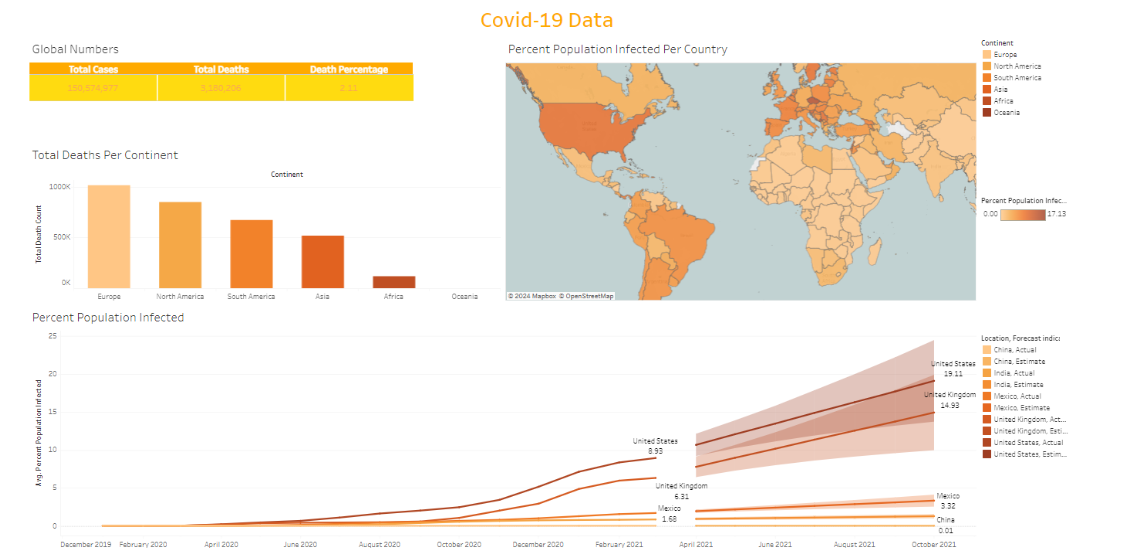 Covid-19 Data
Global Numbers
Total Cases Total Deaths Death Percentage
150,574,977 3,180,206 2.11
Percent Population Infected Per Country
© 2024 Mapbox © OpenStreetMap
Continent
Europe
North America
South America
Asia
Africa
Oceania
Percent Population Infec...
0.00 17.13
Total Deaths Per Continent
Continent
Total Death Count
1000K
500K
0K
Europe North America South America Asia Africa Oceania
Percent Population Infected
Avg. Percent Population Infected
25
20
15
10
5
0
United States
8.93
United Kingdom
6.31
Mexico
1.68
United States
19.11
United Kingdom
14.93
Mexico
3.32
China
0.01
December 2019 February 2020 April 2020 June 2020 August 2020 October 2020 December 2020 February 2021 April 2021 June 2021 August 2021 October 2021
Location, Forecast indic
China, Actual
China, Estimate
India, Actual
India, Estimate
Mexico, Actual
Mexico, Estimate
United Kingdom, Act...
United Kingdom, Esti...
United States, Actual
United States, Estim...